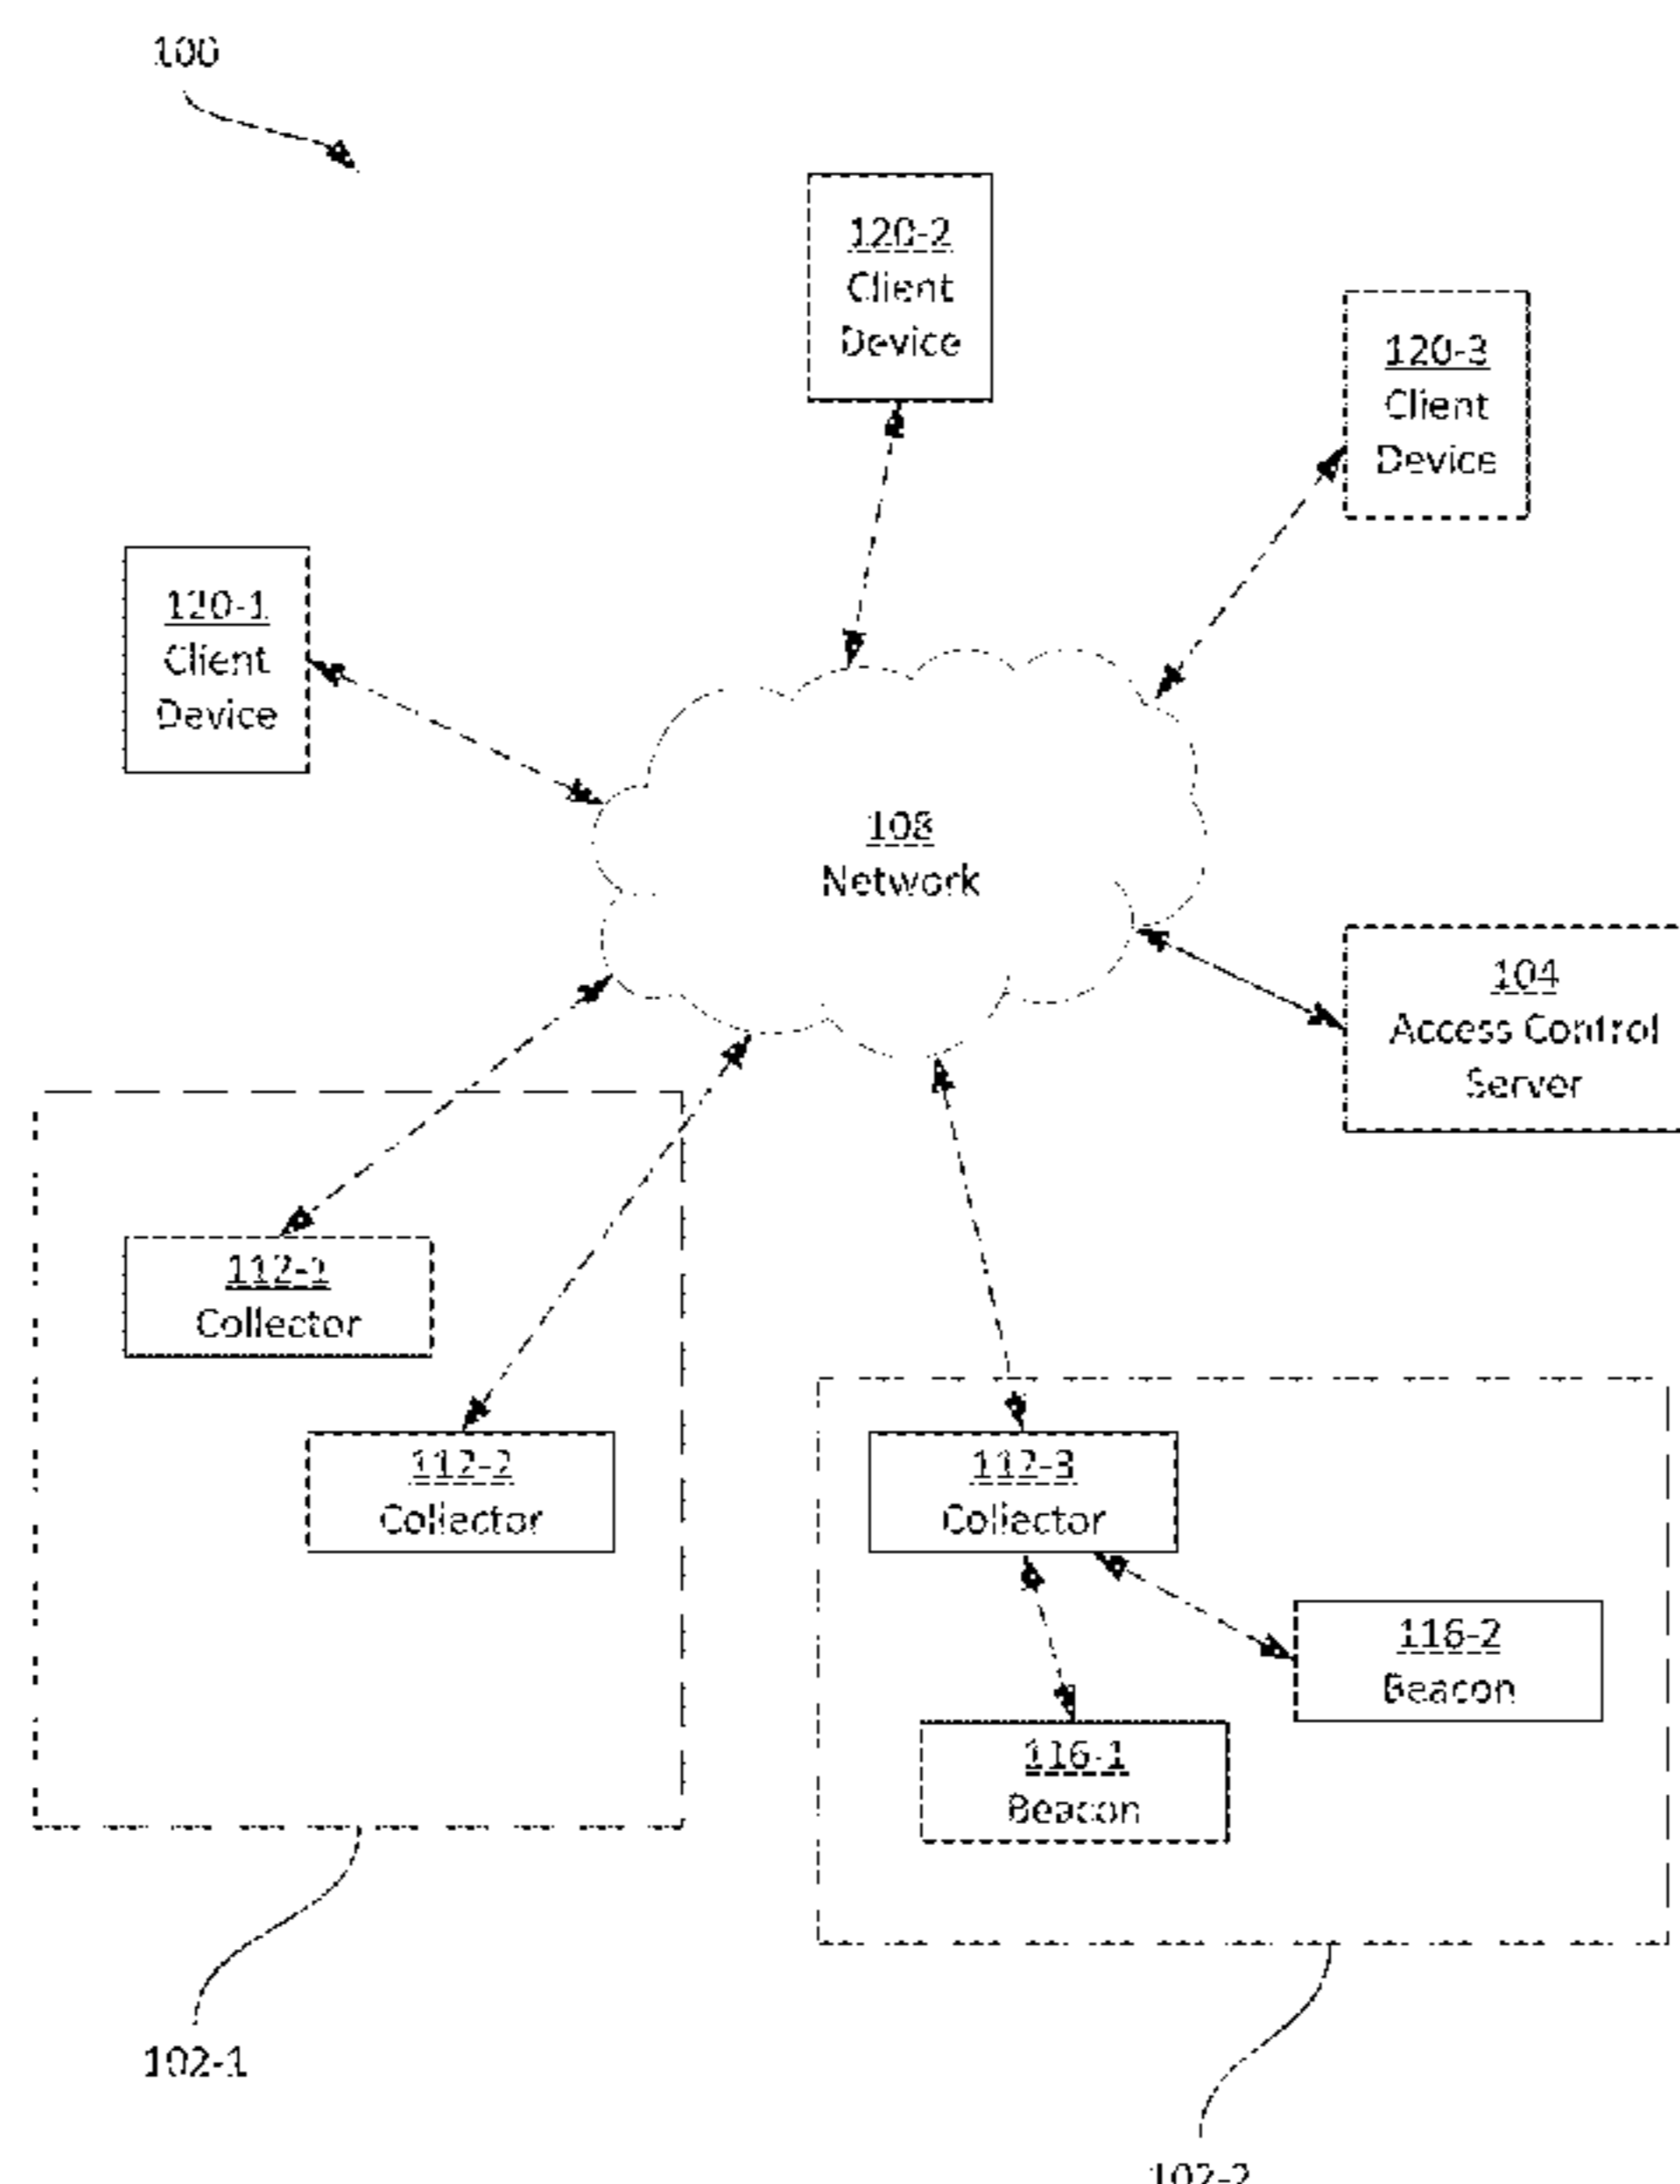 100
120-2
Client
Device
120-3
Client
Device
120-1
Client
Device
108
Network
104
Access Control
Server
112-1
Collector
112-2
Collector
112-3
Collector
116-2
Beacon
116-1
Beacon
102-1
102-2